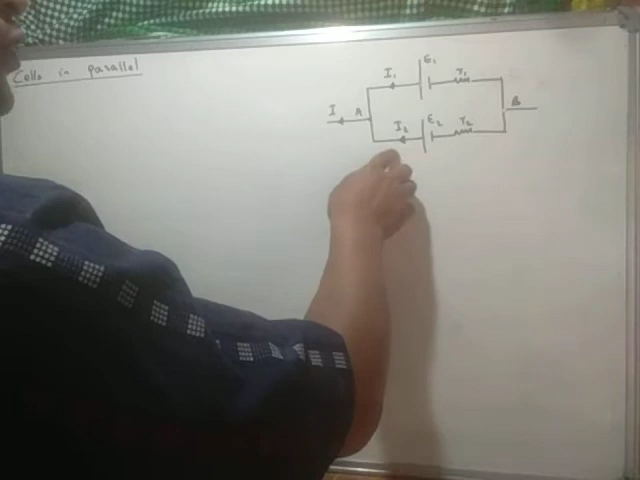 Cells in parallel
E₁
I₁
r₁
I
A
B
I₂
E₂
r₂